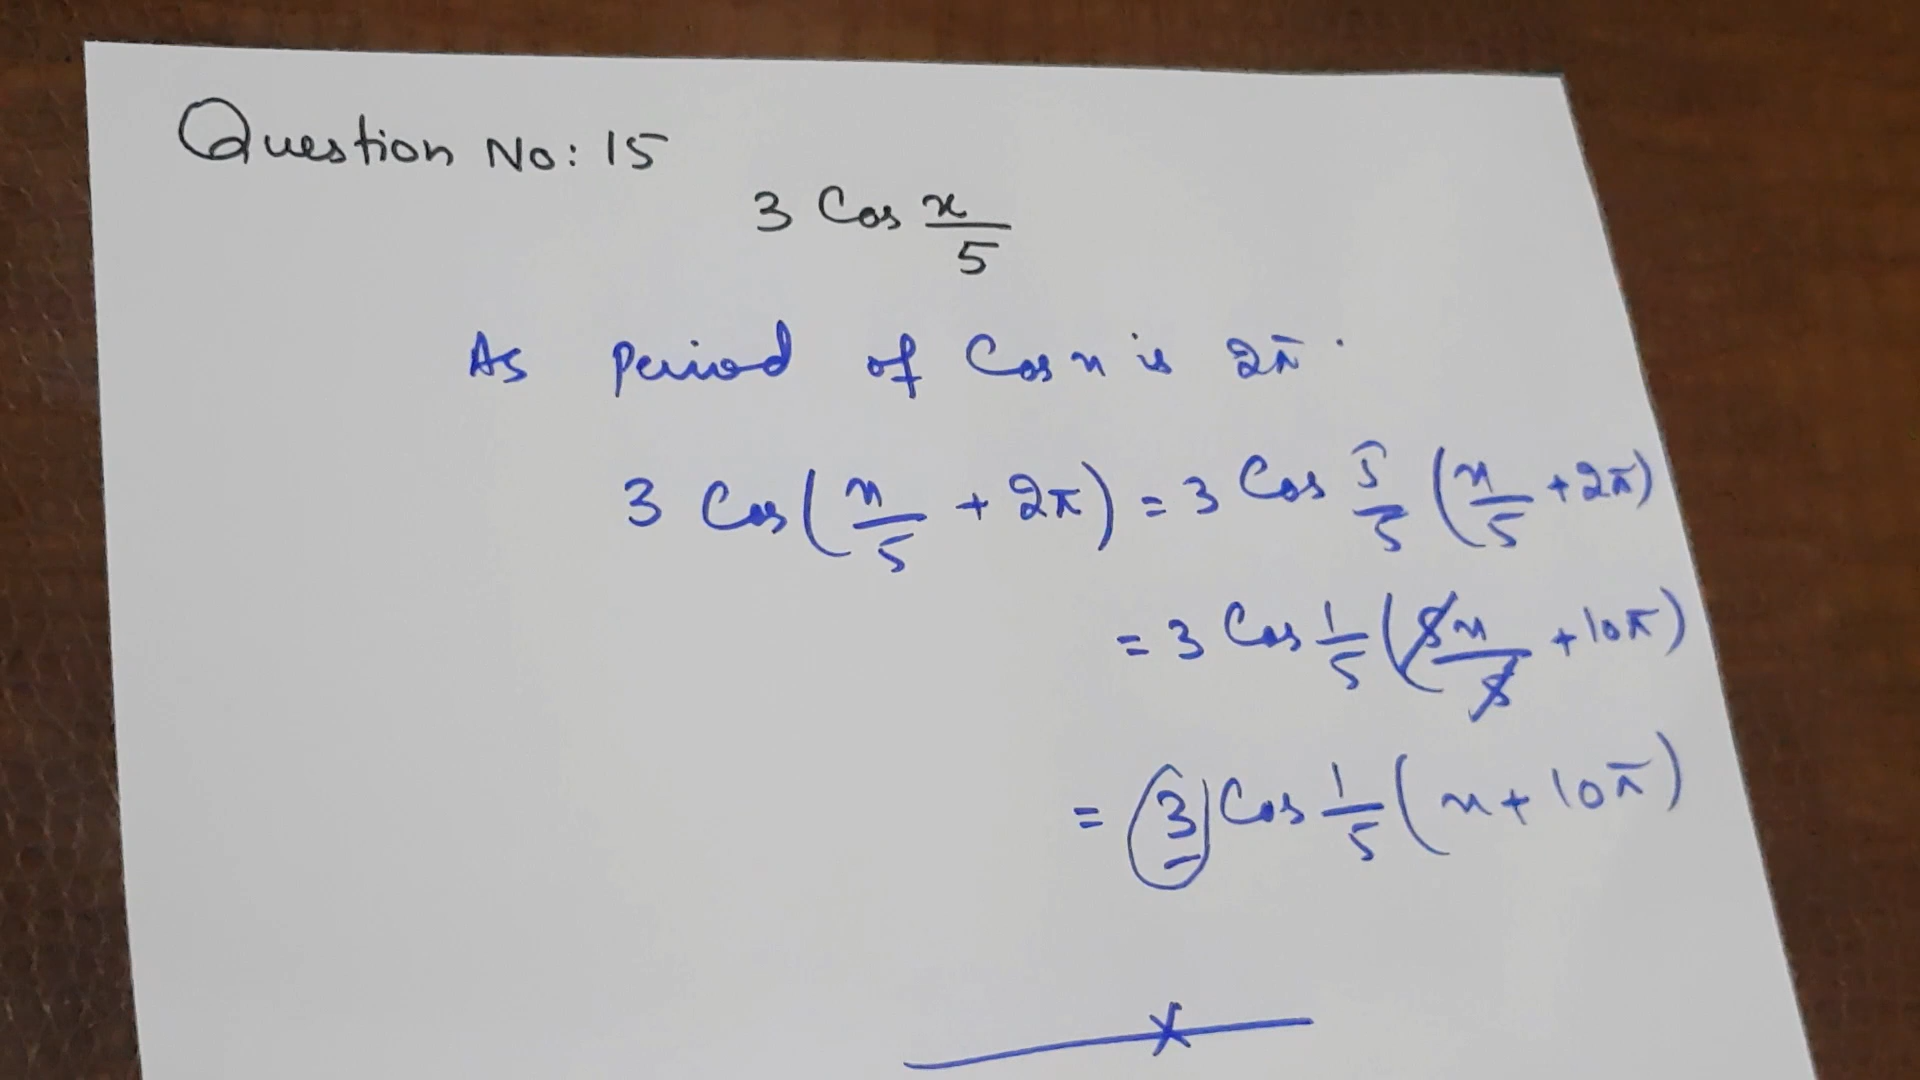 Question No: 15
3 Cos x/5
As Period of Cos x is 2π.
3 Cos(x/5 + 2π) = 3 Cos 5/5 (x/5 + 2π)
= 3 Cos 1/5 (5x/5 + 10π)
= 3 Cos 1/5 (x + 10π)